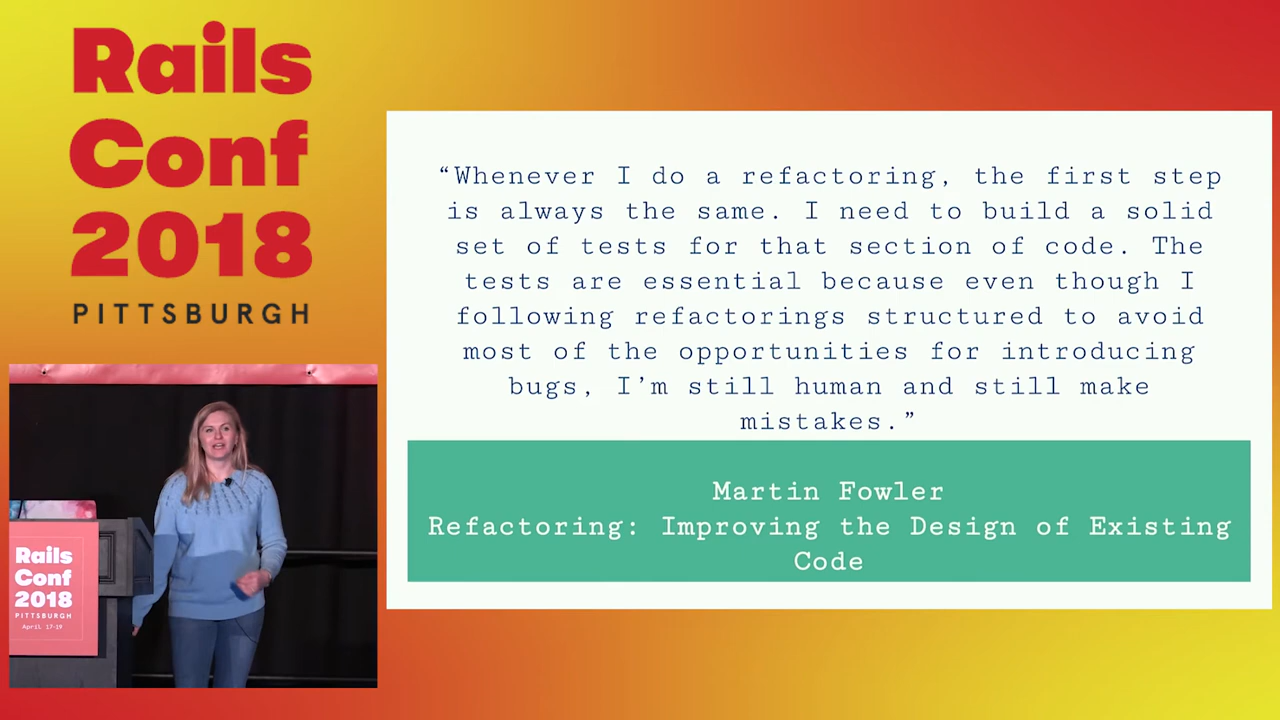 Rails
Conf
2018
PITTSBURGH
“Whenever I do a refactoring, the first step
is always the same. I need to build a solid
set of tests for that section of code. The
tests are essential because even though I
following refactorings structured to avoid
most of the opportunities for introducing
bugs, I’m still human and still make
mistakes.”
Martin Fowler
Refactoring: Improving the Design of Existing
Code
Rails
Conf
2018
PITTSBURGH
April 17-19